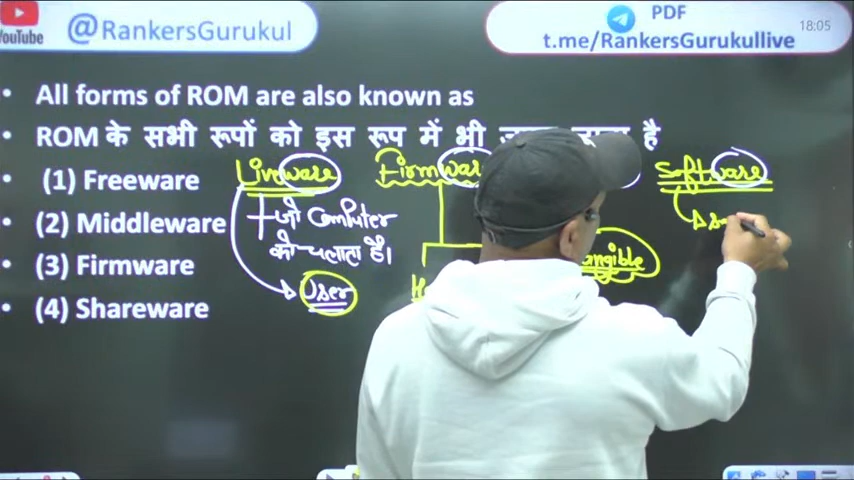 YouTube
@RankersGurukul
PDF
t.me/RankersGurukullive
18:05
All forms of ROM are also known as
ROM के सभी रूपों को इस रूप में भी है
(1) Freeware
(2) Middleware
(3) Firmware
(4) Shareware
Liveware
जो Computer
को चलाता है।
User
Firmwar
tangible
Software